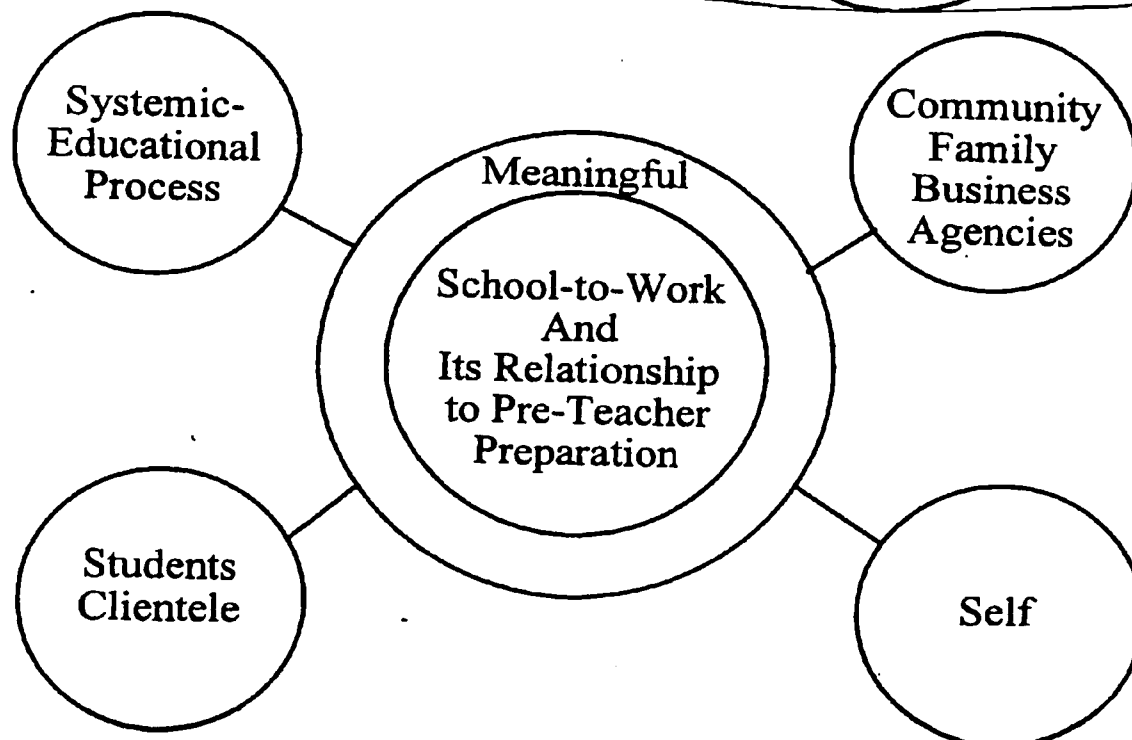 Systemic-
Educational
Process
Community
Family
Business
Agencies
Meaningful
School-to-Work
And
Its Relationship
to Pre-Teacher
Preparation
Students
Clientele
Self